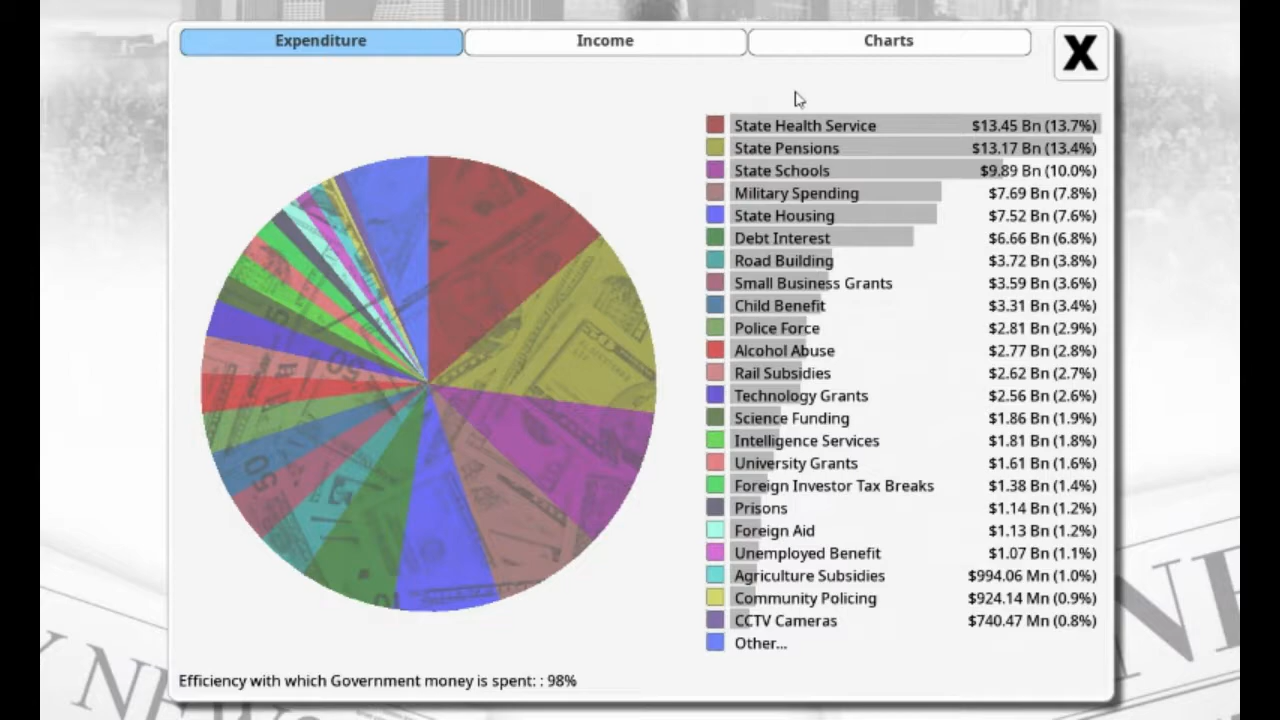 Expenditure
Income
Charts
X
State Health Service $13.45 Bn (13.7%)
State Pensions $13.17 Bn (13.4%)
State Schools $9.89 Bn (10.0%)
Military Spending $7.69 Bn (7.8%)
State Housing $7.52 Bn (7.6%)
Debt Interest $6.66 Bn (6.8%)
Road Building $3.72 Bn (3.8%)
Small Business Grants $3.59 Bn (3.6%)
Child Benefit $3.31 Bn (3.4%)
Police Force $2.81 Bn (2.9%)
Alcohol Abuse $2.77 Bn (2.8%)
Rail Subsidies $2.62 Bn (2.7%)
Technology Grants $2.56 Bn (2.6%)
Science Funding $1.86 Bn (1.9%)
Intelligence Services $1.81 Bn (1.8%)
University Grants $1.61 Bn (1.6%)
Foreign Investor Tax Breaks $1.38 Bn (1.4%)
Prisons $1.14 Bn (1.2%)
Foreign Aid $1.13 Bn (1.2%)
Unemployed Benefit $1.07 Bn (1.1%)
Agriculture Subsidies $994.06 Mn (1.0%)
Community Policing $924.14 Mn (0.9%)
CCTV Cameras $740.47 Mn (0.8%)
Other...
Efficiency with which Government money is spent: : 98%